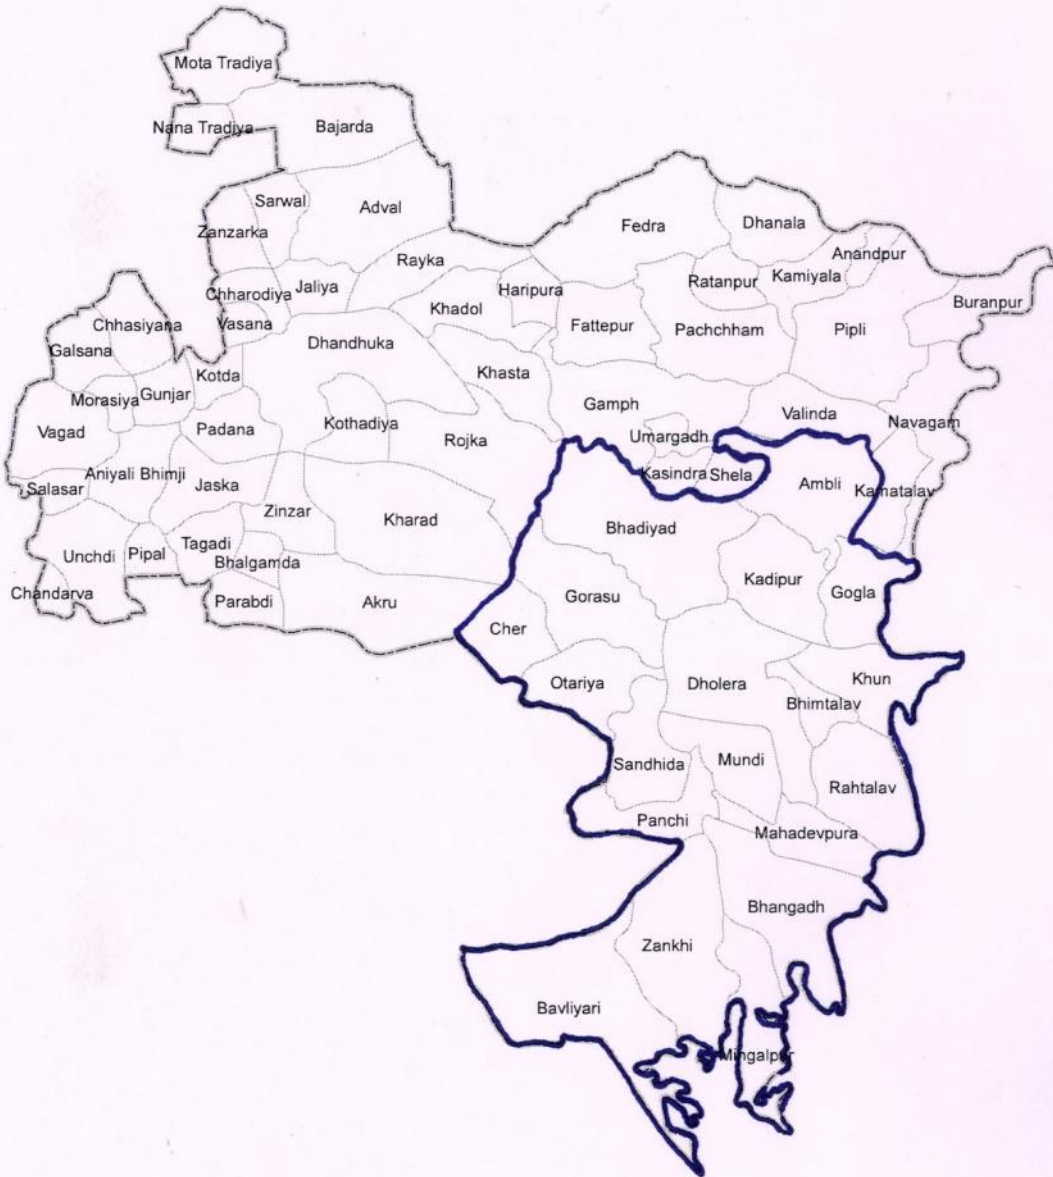 Mota Tradiya
Nana Tradiya
Bajarda
Sarwal
Adval
Zanzarka
Fedra
Dhanala
Anandpur
Rayka
Kamiyala
Ratanpur
Haripura
Jaliya
Chharodiya
Buranpur
Khadol
Vasana
Chhasiyana
Fattepur
Pachchham
Pipli
Dhandhuka
Galsana
Khasta
Kotda
Gunjar
Morasiya
Gamph
Valinda
Navagam
Kothadiya
Padana
Vagad
Rojka
Umargadh
Aniyali Bhimji
Kasindra
Shela
Ambli
Jaska
Salasar
Kamatalav
Zinzar
Kharad
Bhadiyad
Tagadi
Unchdi
Pipal
Bhalgamda
Kadipur
Gogla
Chandarva
Gorasu
Parabdi
Akru
Cher
Khun
Otariya
Dholera
Bhimtalav
Mundi
Sandhida
Rahtalav
Panchi
Mahadevpura
Bhangadh
Zankhi
Bavliyari
Mingalpur